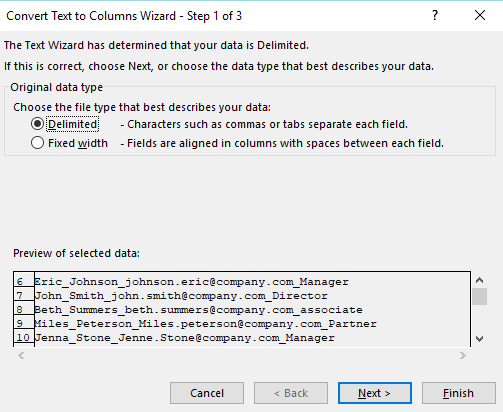 Convert Text to Columns Wizard - Step 1 of 3 ? ×
The Text Wizard has determined that your data is Delimited.
If this is correct, choose Next, or choose the data type that best describes your data.
Original data type
Choose the file type that best describes your data:
Delimited - Characters such as commas or tabs separate each field.
Fixed width - Fields are aligned in columns with spaces between each field.
Preview of selected data:
6 Eric_Johnson_johnson.eric@company.com_Manager
7 John_Smith_john.smith@company.com_Director
8 Beth_Summers_beth.summers@company.com_associate
9 Miles_Peterson_Miles.peterson@company.com_Partner
10 Jenna_Stone_Jenne.Stone@company.com_Manager
Cancel < Back Next > Finish